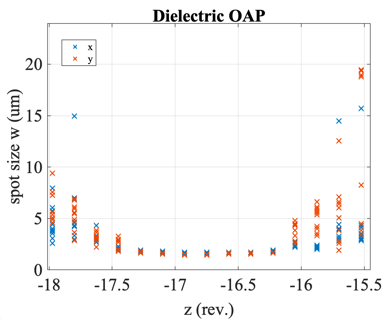 Dielectric OAP
x
y
20
15
10
5
0
spot size w (um)
-18
-17.5
-17
-16.5
-16
-15.5
z (rev.)